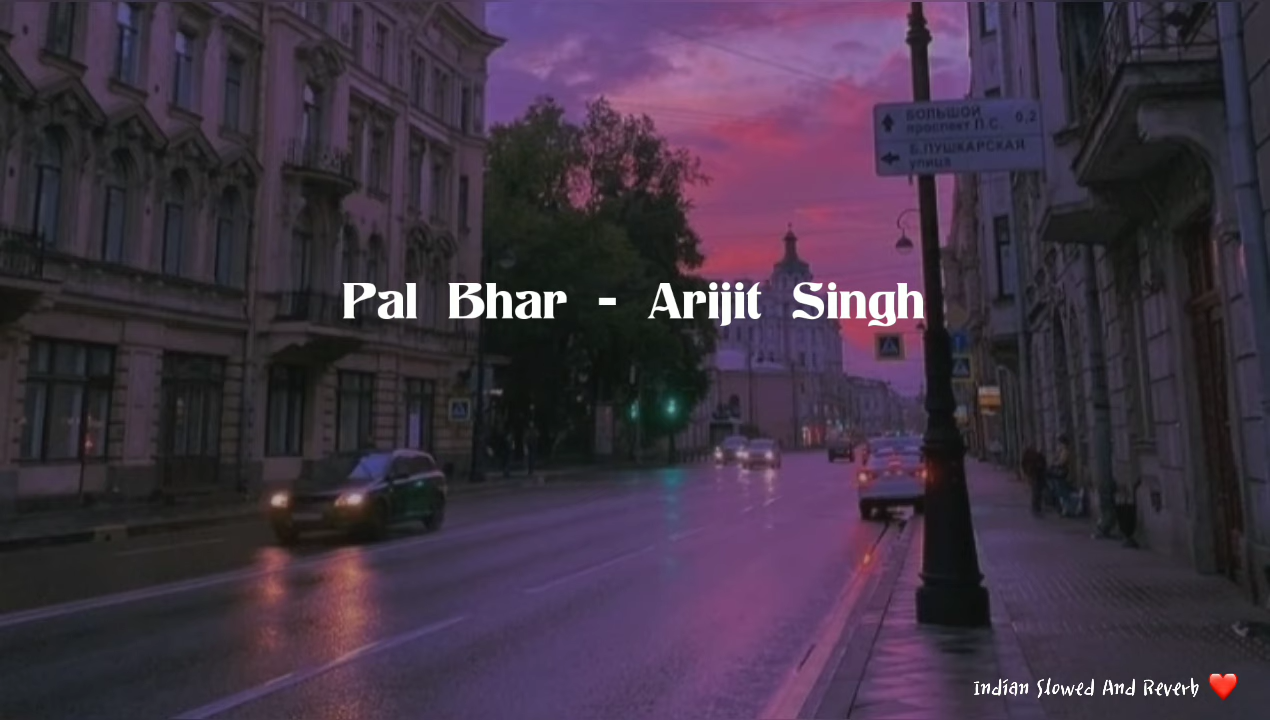 БОЛЬШОЙ
проспект П.С. 0,2
Б.ПУШКАРСКАЯ
улица
Pal Bhar - Arijit Singh
Indian Slowed And Reverb ❤️